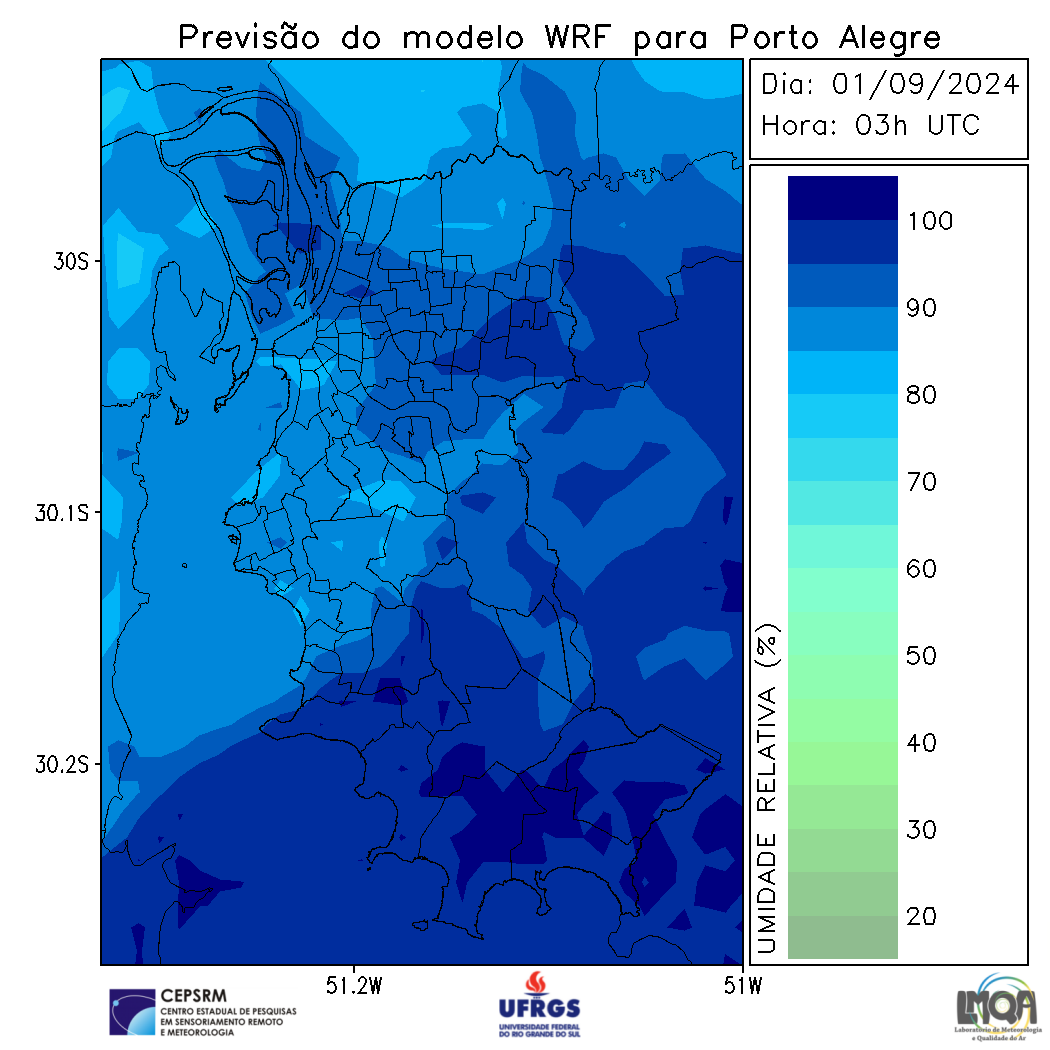 Previsão do modelo WRF para Porto Alegre
Dia: 01/09/2024
Hora: 03h UTC
30S
30.1S
30.2S
51.2W
51W
100
90
80
70
60
50
40
30
20
UMIDADE RELATIVA (%)
CEPSRM
CENTRO ESTADUAL DE PESQUISAS
EM SENSORIAMENTO REMOTO
E METEOROLOGIA
UFRGS
UNIVERSIDADE FEDERAL
DO RIO GRANDE DO SUL
LMQA
Laboratório de Meteorologia
e Qualidade do Ar